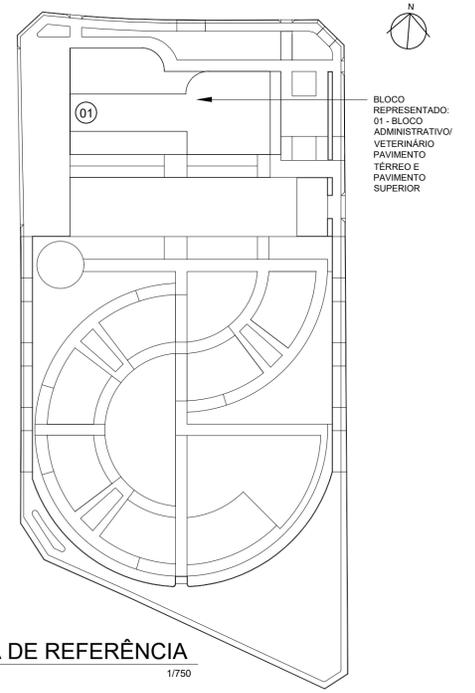 N
01
BLOCO
REPRESENTADO:
01 - BLOCO
ADMINISTRATIVO/
VETERINÁRIO
PAVIMENTO
TÉRREO E
PAVIMENTO
SUPERIOR
DE REFERÊNCIA
1/750